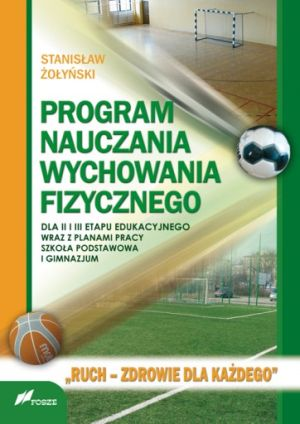 STANISŁAW
ŻOŁYŃSKI
PROGRAM
NAUCZANIA
WYCHOWANIA
FIZYCZNEGO
DLA II I III ETAPU EDUKACYJNEGO
WRAZ Z PLANAMI PRACY
SZKOŁA PODSTAWOWA
I GIMNAZJUM
„RUCH – ZDROWIE DLA KAŻDEGO”
FOSZE